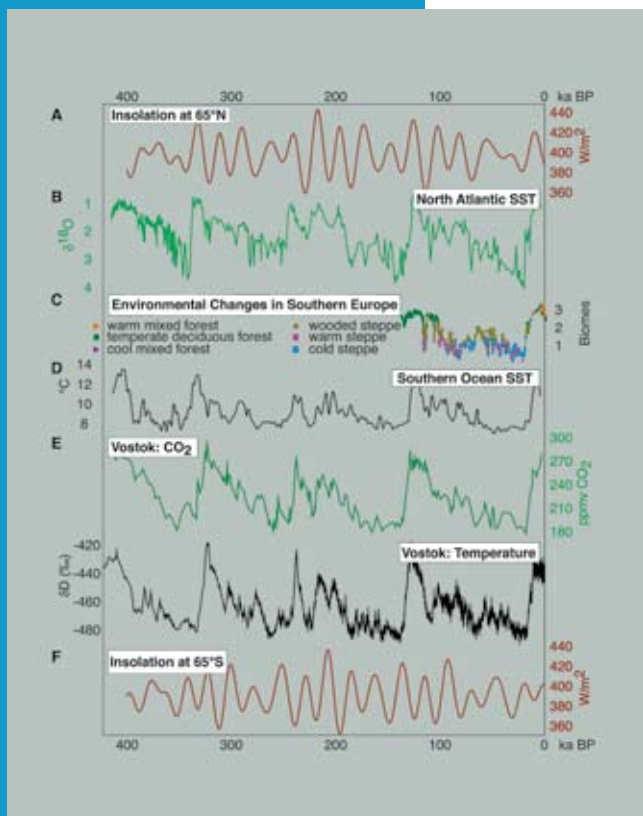 400 300 200 100 0 ka BP
A Insolation at 65°N
440
420
400
380
360
W/m²
B North Atlantic SST
1
2
3
4
δ¹⁸O
C Environmental Changes in Southern Europe
warm mixed forest wooded steppe
temperate deciduous forest warm steppe
cool mixed forest cold steppe
3
2
1
Biomes
D Southern Ocean SST
14
12
10
8
°C
E Vostok: CO₂
300
270
240
210
180
ppmv CO₂
Vostok: Temperature
-420
-440
-460
-480
δD (‰)
F Insolation at 65°S
440
420
400
380
360
W/m²
400 300 200 100 0 ka BP